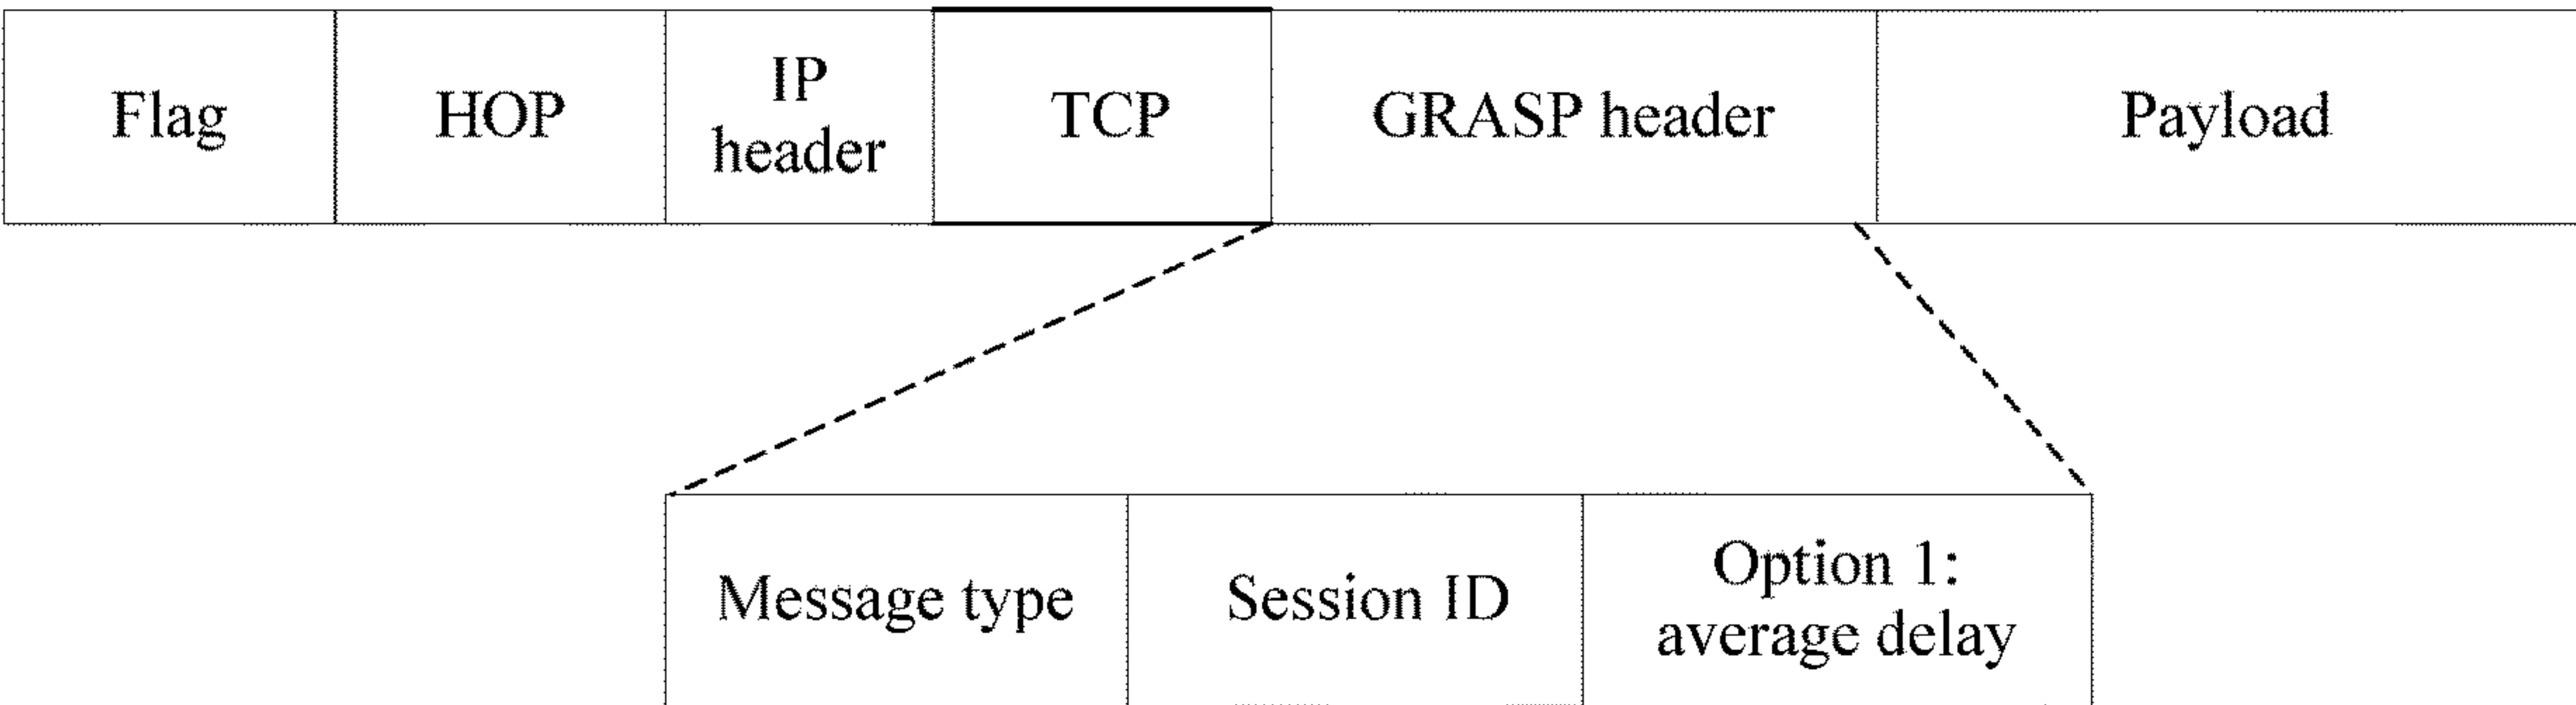 Flag
HOP
IP
header
TCP
GRASP header
Payload
Message type
Session ID
Option 1:
average delay